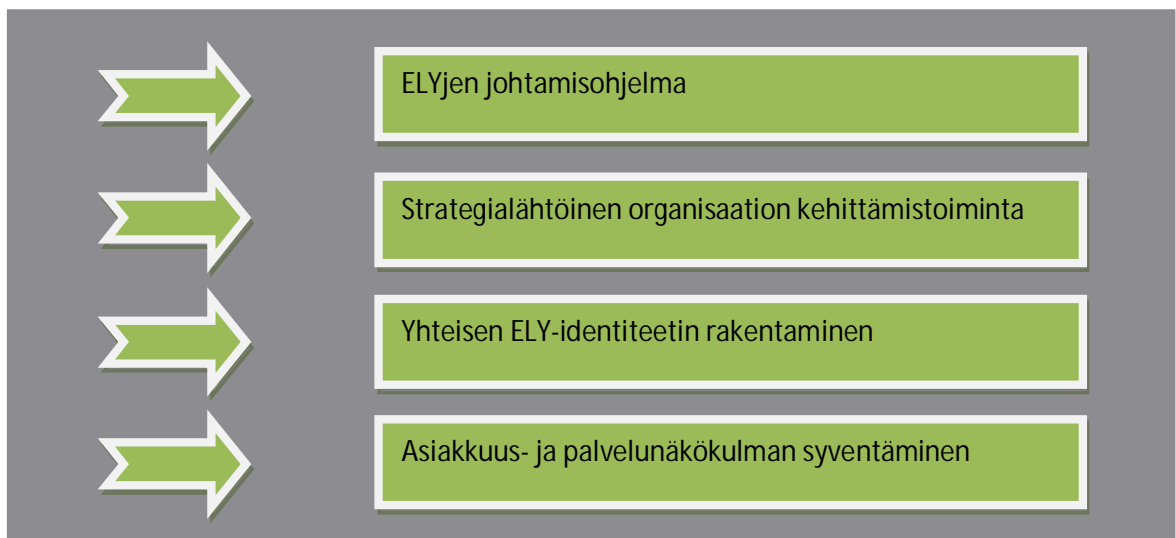 ELYjen johtamisohjelma
Strategialähtöinen organisaation kehittämistoiminta
Yhteisen ELY-identiteetin rakentaminen
Asiakkuus- ja palvelunäkökulman syventäminen